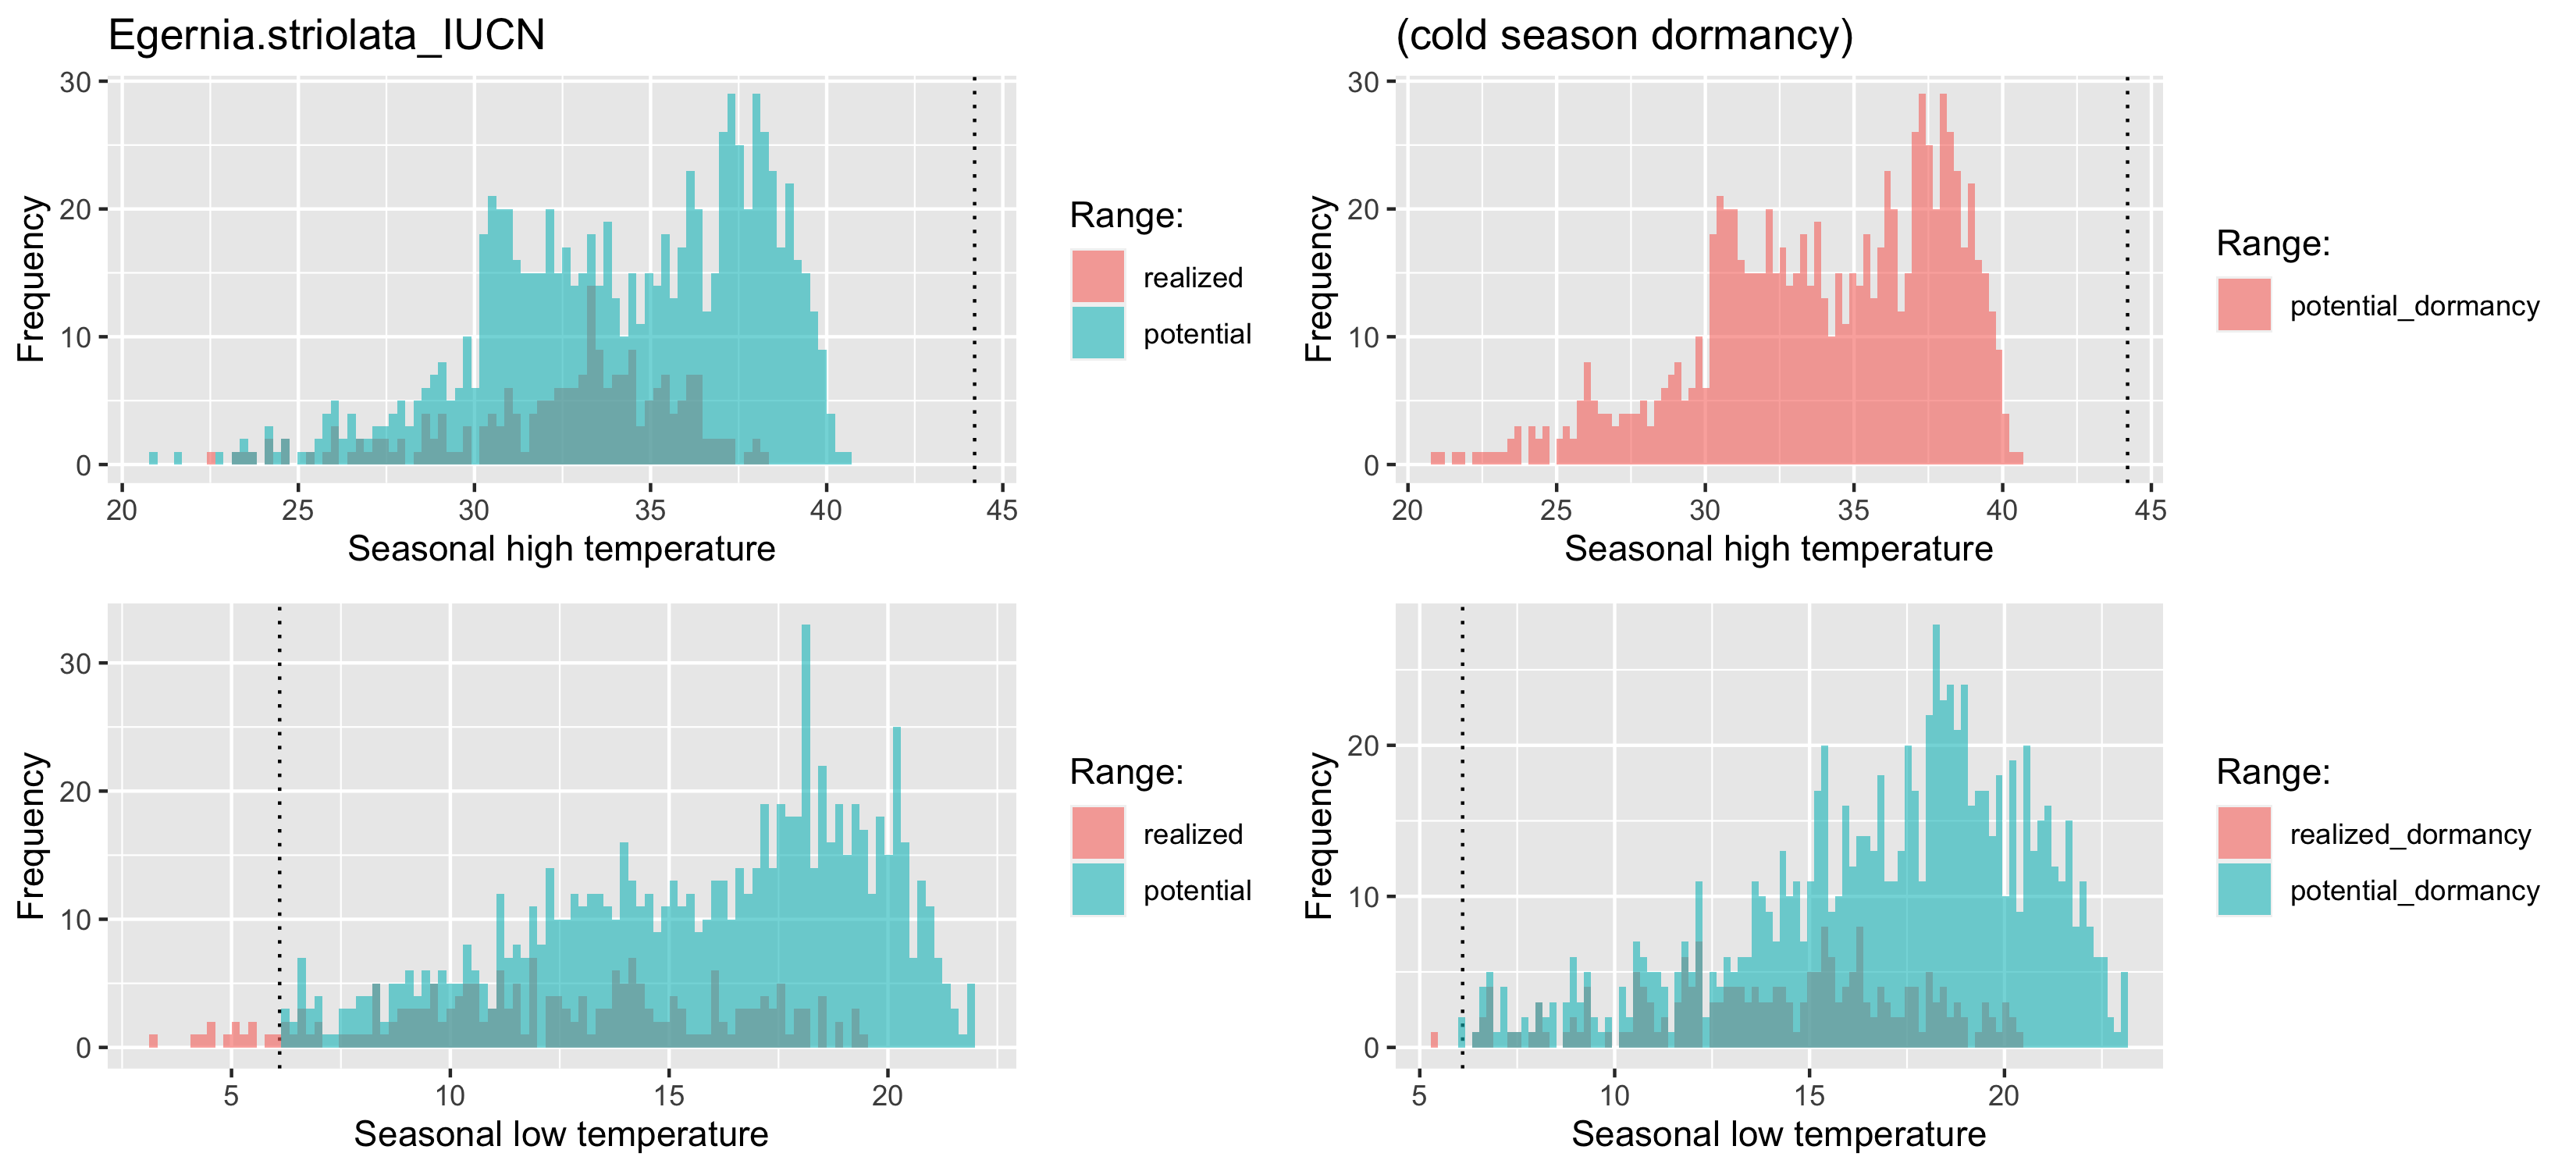 Egernia.striolata_IUCN
(cold season dormancy)
30
20
10
0
Frequency
20 25 30 35 40 45
Seasonal high temperature
Range:
realized
potential
30
20
10
0
Frequency
20 25 30 35 40 45
Seasonal high temperature
Range:
potential_dormancy
30
20
10
0
Frequency
5 10 15 20
Seasonal low temperature
Range:
realized
potential
20
10
0
Frequency
5 10 15 20
Seasonal low temperature
Range:
realized_dormancy
potential_dormancy